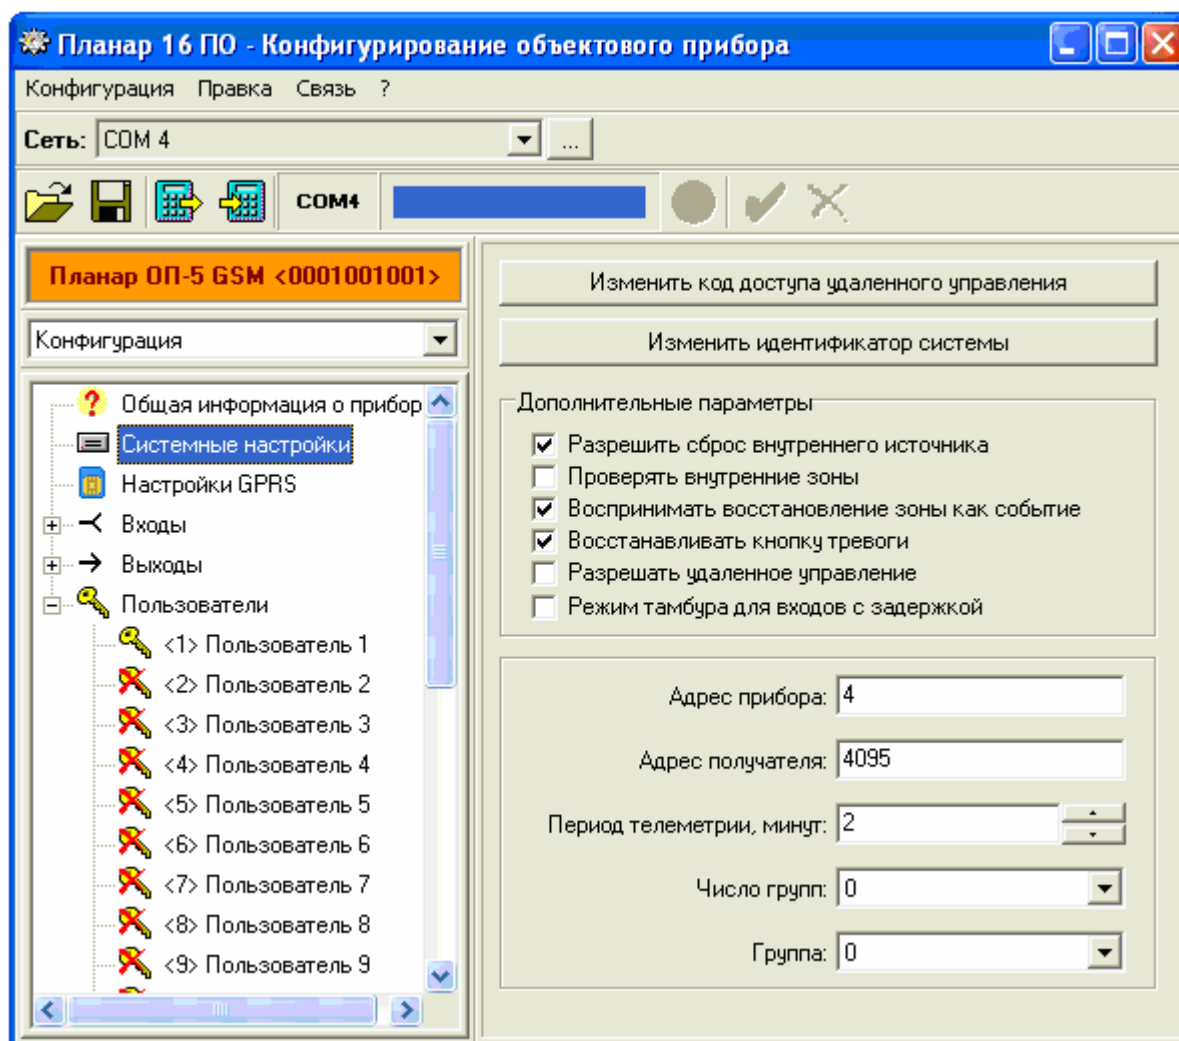 Планар 16 ПО - Конфигурирование объектового прибора
Конфигурация Правка Связь ?
Сеть: COM 4 ...
COM4
Планар ОП-5 GSM <0001001001>
Конфигурация
Общая информация о прибор
Системные настройки
Настройки GPRS
Входы
Выходы
Пользователи
<1> Пользователь 1
<2> Пользователь 2
<3> Пользователь 3
<4> Пользователь 4
<5> Пользователь 5
<6> Пользователь 6
<7> Пользователь 7
<8> Пользователь 8
<9> Пользователь 9
Изменить код доступа удаленного управления
Изменить идентификатор системы
Дополнительные параметры
Разрешить сброс внутреннего источника
Проверять внутренние зоны
Воспринимать восстановление зоны как событие
Восстанавливать кнопку тревоги
Разрешать удаленное управление
Режим тамбура для входов с задержкой
Адрес прибора: 4
Адрес получателя: 4095
Период телеметрии, минут: 2
Число групп: 0
Группа: 0